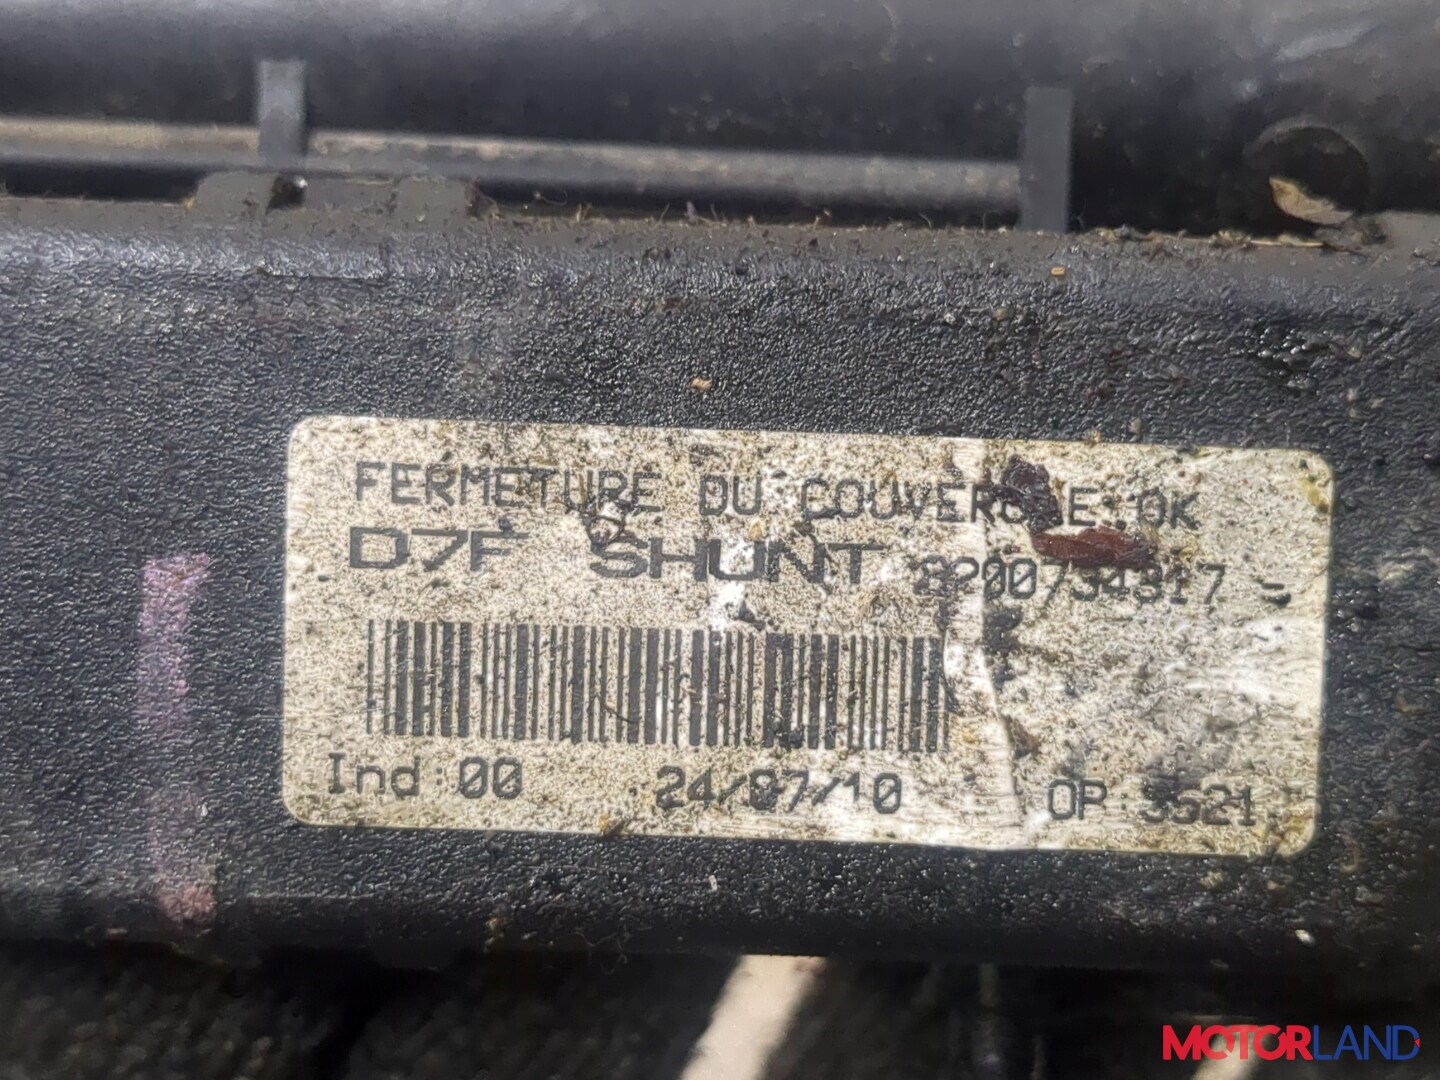 FERMETURE DU COUVERCLE:OK
D7F SHUNT 8200734317 -
Ind:00 24/07/10 OP:3521
MOTORLAND